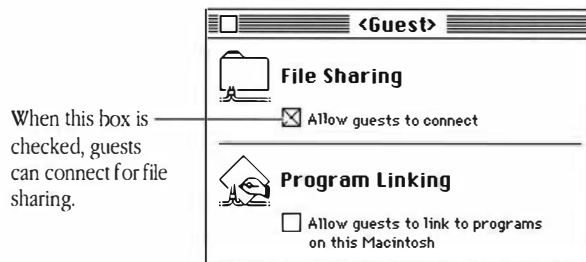 <Guest>
File Sharing
Allow guests to connect
When this box is
checked, guests
can connect for file
sharing.
Program Linking
Allow guests to link to programs
on this Macintosh